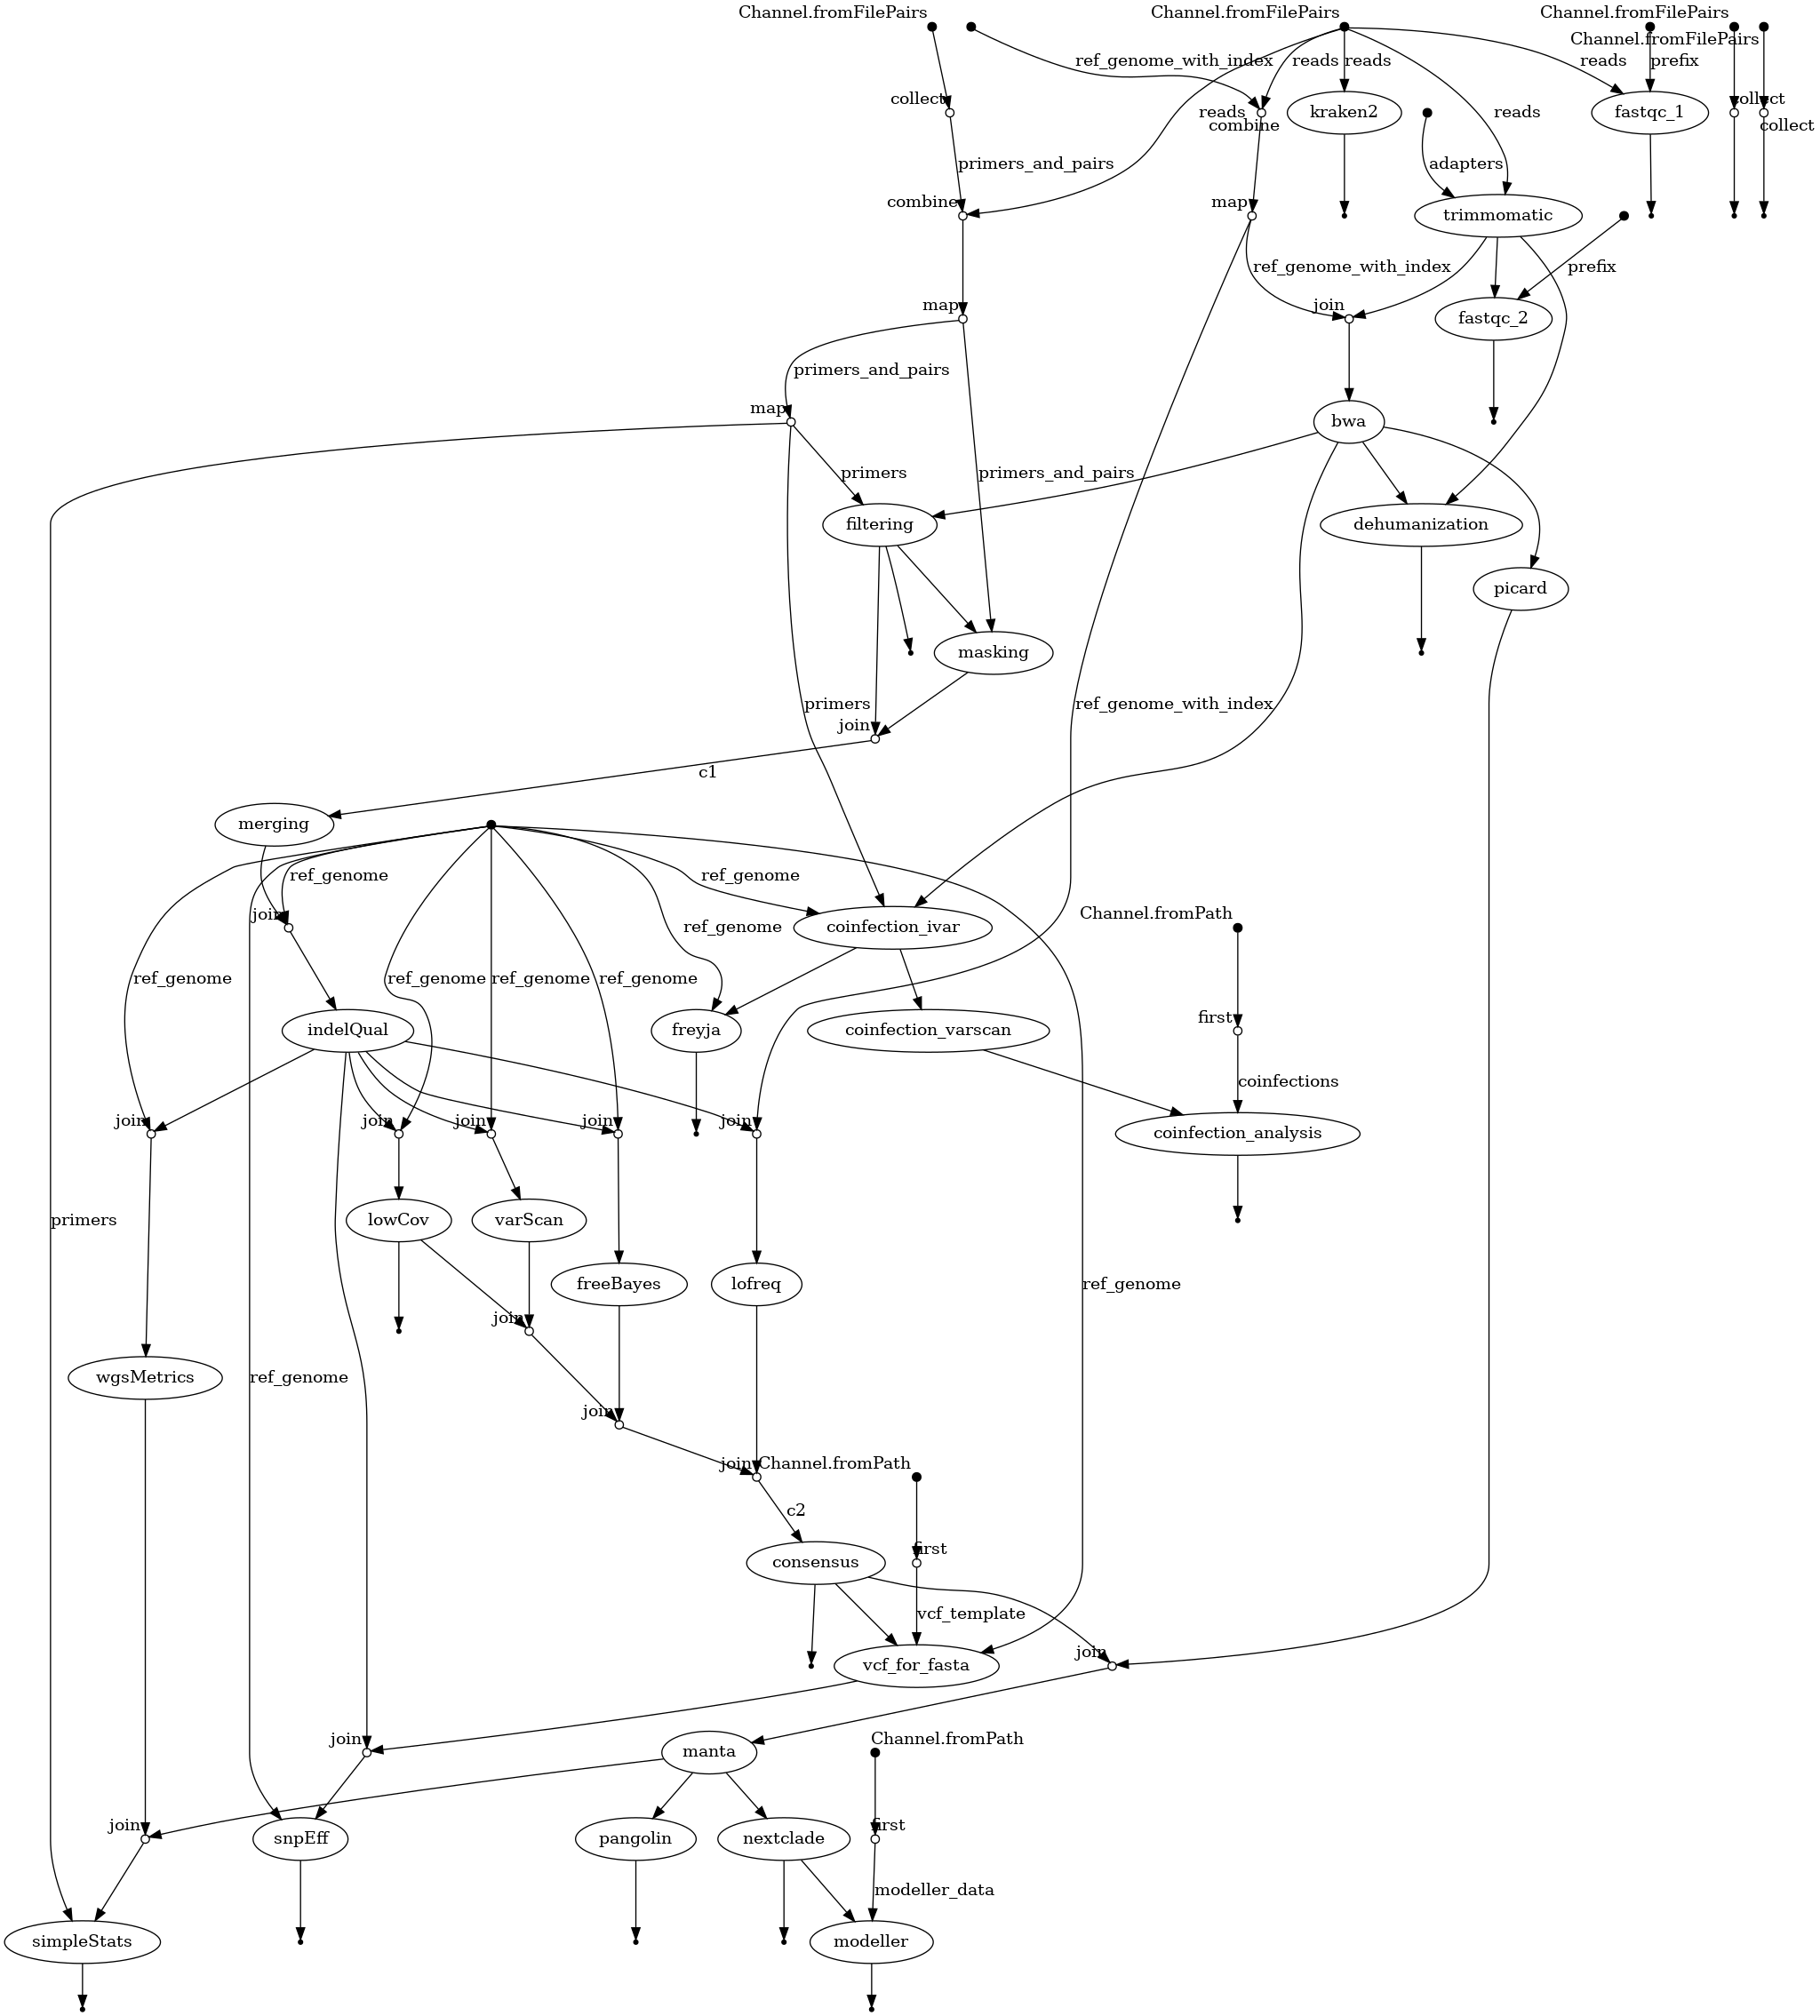 Channel.fromFilePairs
Channel.fromFilePairs
Channel.fromFilePairs
Channel.fromFilePairs
ref_genome_with_index
reads
reads
reads
prefix
collect
reads
combine
kraken2
reads
fastqc_1
collect
collect
primers_and_pairs
adapters
combine
map
trimmomatic
ref_genome_with_index
prefix
map
join
fastqc_2
primers_and_pairs
map
bwa
primers
primers_and_pairs
filtering
dehumanization
picard
masking
primers
ref_genome_with_index
join
c1
merging
ref_genome
ref_genome
join
ref_genome
coinfection_ivar
Channel.fromPath
ref_genome
ref_genome
ref_genome
ref_genome
indelQual
freyja
coinfection_varscan
first
coinfections
join
join
join
join
join
coinfection_analysis
primers
lowCov
varScan
freeBayes
lofreq
ref_genome
join
wgsMetrics
ref_genome
join
join
Channel.fromPath
c2
consensus
first
vcf_template
join
vcf_for_fasta
join
manta
Channel.fromPath
join
snpEff
pangolin
nextclade
first
modeller_data
simpleStats
modeller